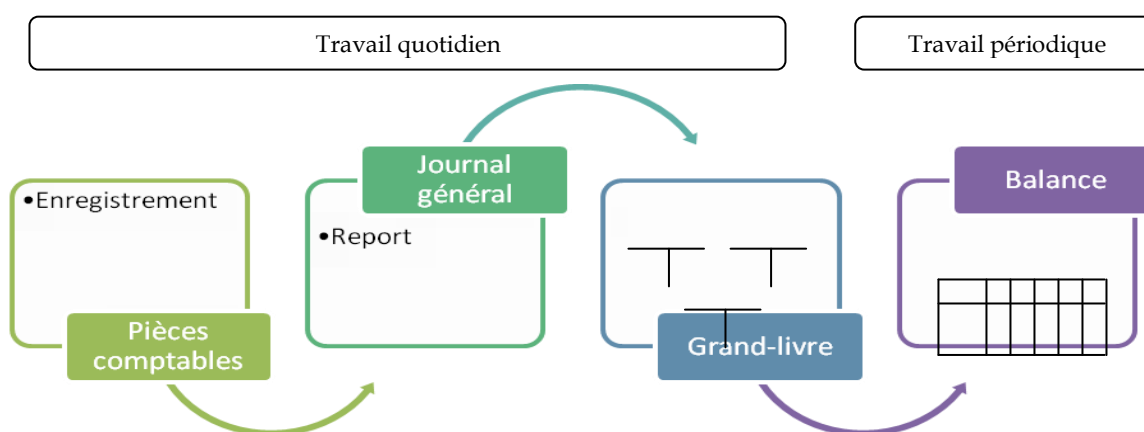 Travail quotidien
Travail périodique
•Enregistrement
Pièces
comptables
Journal
général
•Report
Grand-livre
Balance